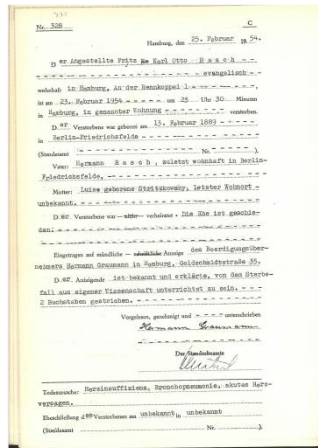 Nr. 328 C
Hamburg, den 25. Februar 1954.
Der Angestellte Fritz Karl Otto Rasch - -
- - - - - - - - - - evangelisch - -
wohnhaft in Hamburg, An der Rennkoppel 1 - - - -
ist am 23. Februar 1954 - - - um 23 Uhr 30 Minuten
in Hamburg, in genannter Wohnung - - - - verstorben.
Der Verstorbene war geboren am 13. Februar 1889 - - -
in Berlin-Friedrichsfelde - - - -
(Standesamt - - - - Nr. - - - -).
Vater: Hermann Rasch, zuletzt wohnhaft in Berlin-
Friedrichsfelde, - - - -
Mutter: Luise geborene Stritzkowsky, letzter Wohnort -
unbekannt. - - - -
Der Verstorbene war - nicht - verheiratet. Die Ehe ist geschie-
den: - - - -
Eingetragen auf mündliche - schriftliche - Anzeige des Beerdigungsüber-
nehmers Hermann Graumann in Hamburg, Goldschmidtstraße 35.
Der Anzeigende ist bekannt und erklärte, von dem Sterbe-
fall aus eigener Wissenschaft unterrichtet zu sein. - - -
2 Buchstaben gestrichen. - - - -
Vorgelesen, genehmigt und - - - - unterschrieben
Hermann Graumann
Der Standesbeamte
Todesursache: Herzinsuffizienz, Bronchopneumonie, akutes Herz-
versagen.
Eheschließung des Verstorbenen am unbekannt in unbekannt
(Standesamt Nr. ).